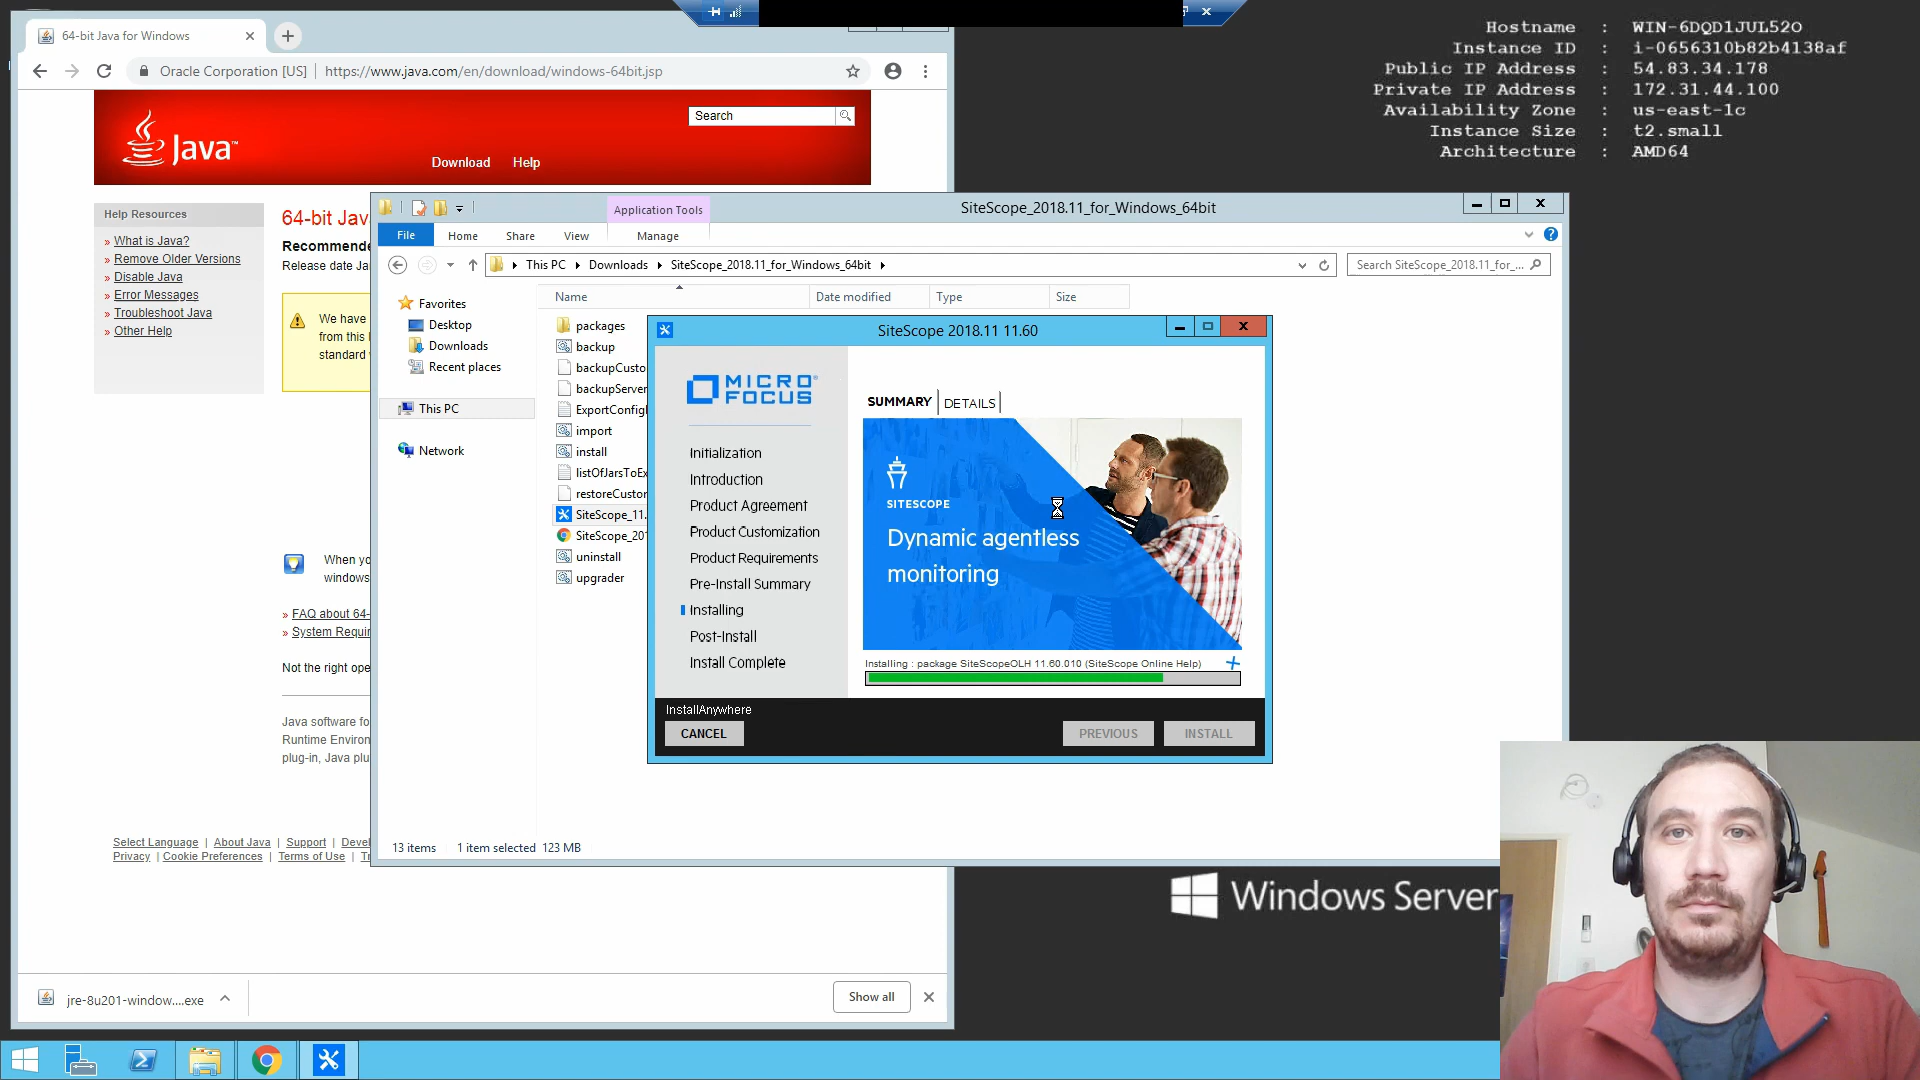 64-bit Java for Windows
Oracle Corporation [US]
https://www.java.com/en/download/windows-64bit.jsp
Java™
Search
Download
Help
Help Resources
» What is Java?
» Remove Older Versions
» Disable Java
» Error Messages
» Troubleshoot Java
» Other Help
64-bit Jav
Recommende
Release date Ja
We have
from this
standard
When yo
windows
» FAQ about 64-
» System Requir
Not the right ope
Java software fo
Runtime Environ
plug-in, Java plu
Select Language | About Java | Support | Devel
Privacy | Cookie Preferences | Terms of Use | Tr
jre-8u201-window....exe
Show all
Hostname : WIN-6DQD1JUL52O
Instance ID : i-0656310b82b4138af
Public IP Address : 54.83.34.178
Private IP Address : 172.31.44.100
Availability Zone : us-east-1c
Instance Size : t2.small
Architecture : AMD64
Application Tools
SiteScope_2018.11_for_Windows_64bit
File
Home
Share
View
Manage
This PC
Downloads
SiteScope_2018.11_for_Windows_64bit
Search SiteScope_2018.11_for_...
Name
Date modified
Type
Size
Favorites
Desktop
Downloads
Recent places
This PC
Network
packages
backup
backupCusto
backupServer
ExportConfigl
import
install
listOfJarsToEx
restoreCustor
SiteScope_11.
SiteScope_201
uninstall
upgrader
13 items
1 item selected 123 MB
SiteScope 2018.11 11.60
MICRO
FOCUS
Initialization
Introduction
Product Agreement
Product Customization
Product Requirements
Pre-Install Summary
Installing
Post-Install
Install Complete
SUMMARY
DETAILS
SITESCOPE
Dynamic agentless
monitoring
Installing : package SiteScopeOLH 11.60.010 (SiteScope Online Help)
InstallAnywhere
CANCEL
PREVIOUS
INSTALL
Windows Server